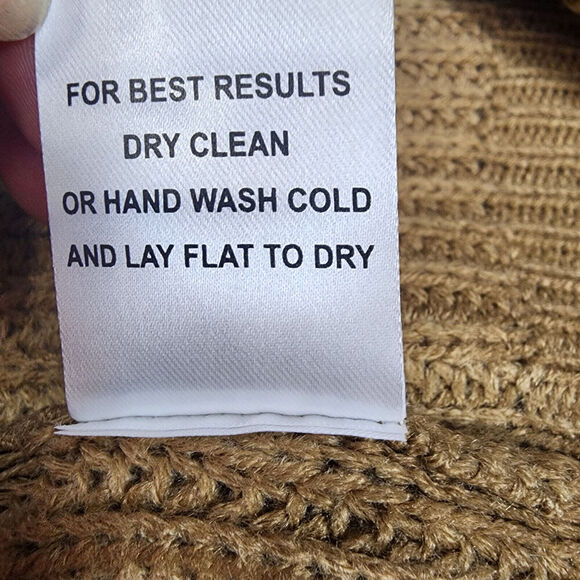 FOR BEST RESULTS
DRY CLEAN
OR HAND WASH COLD
AND LAY FLAT TO DRY